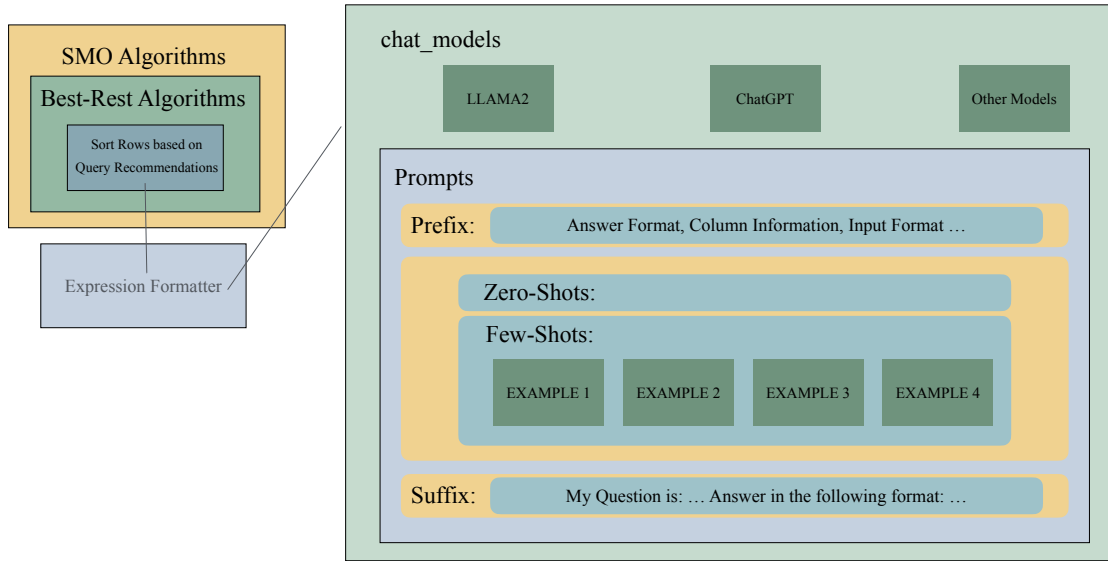 SMO Algorithms
Best-Rest Algorithms
Sort Rows based on
Query Recommendations
Expression Formatter
chat_models
LLAMA2
ChatGPT
Other Models
Prompts
Prefix:
Answer Format, Column Information, Input Format …
Zero-Shots:
Few-Shots:
EXAMPLE 1
EXAMPLE 2
EXAMPLE 3
EXAMPLE 4
Suffix:
My Question is: … Answer in the following format: …